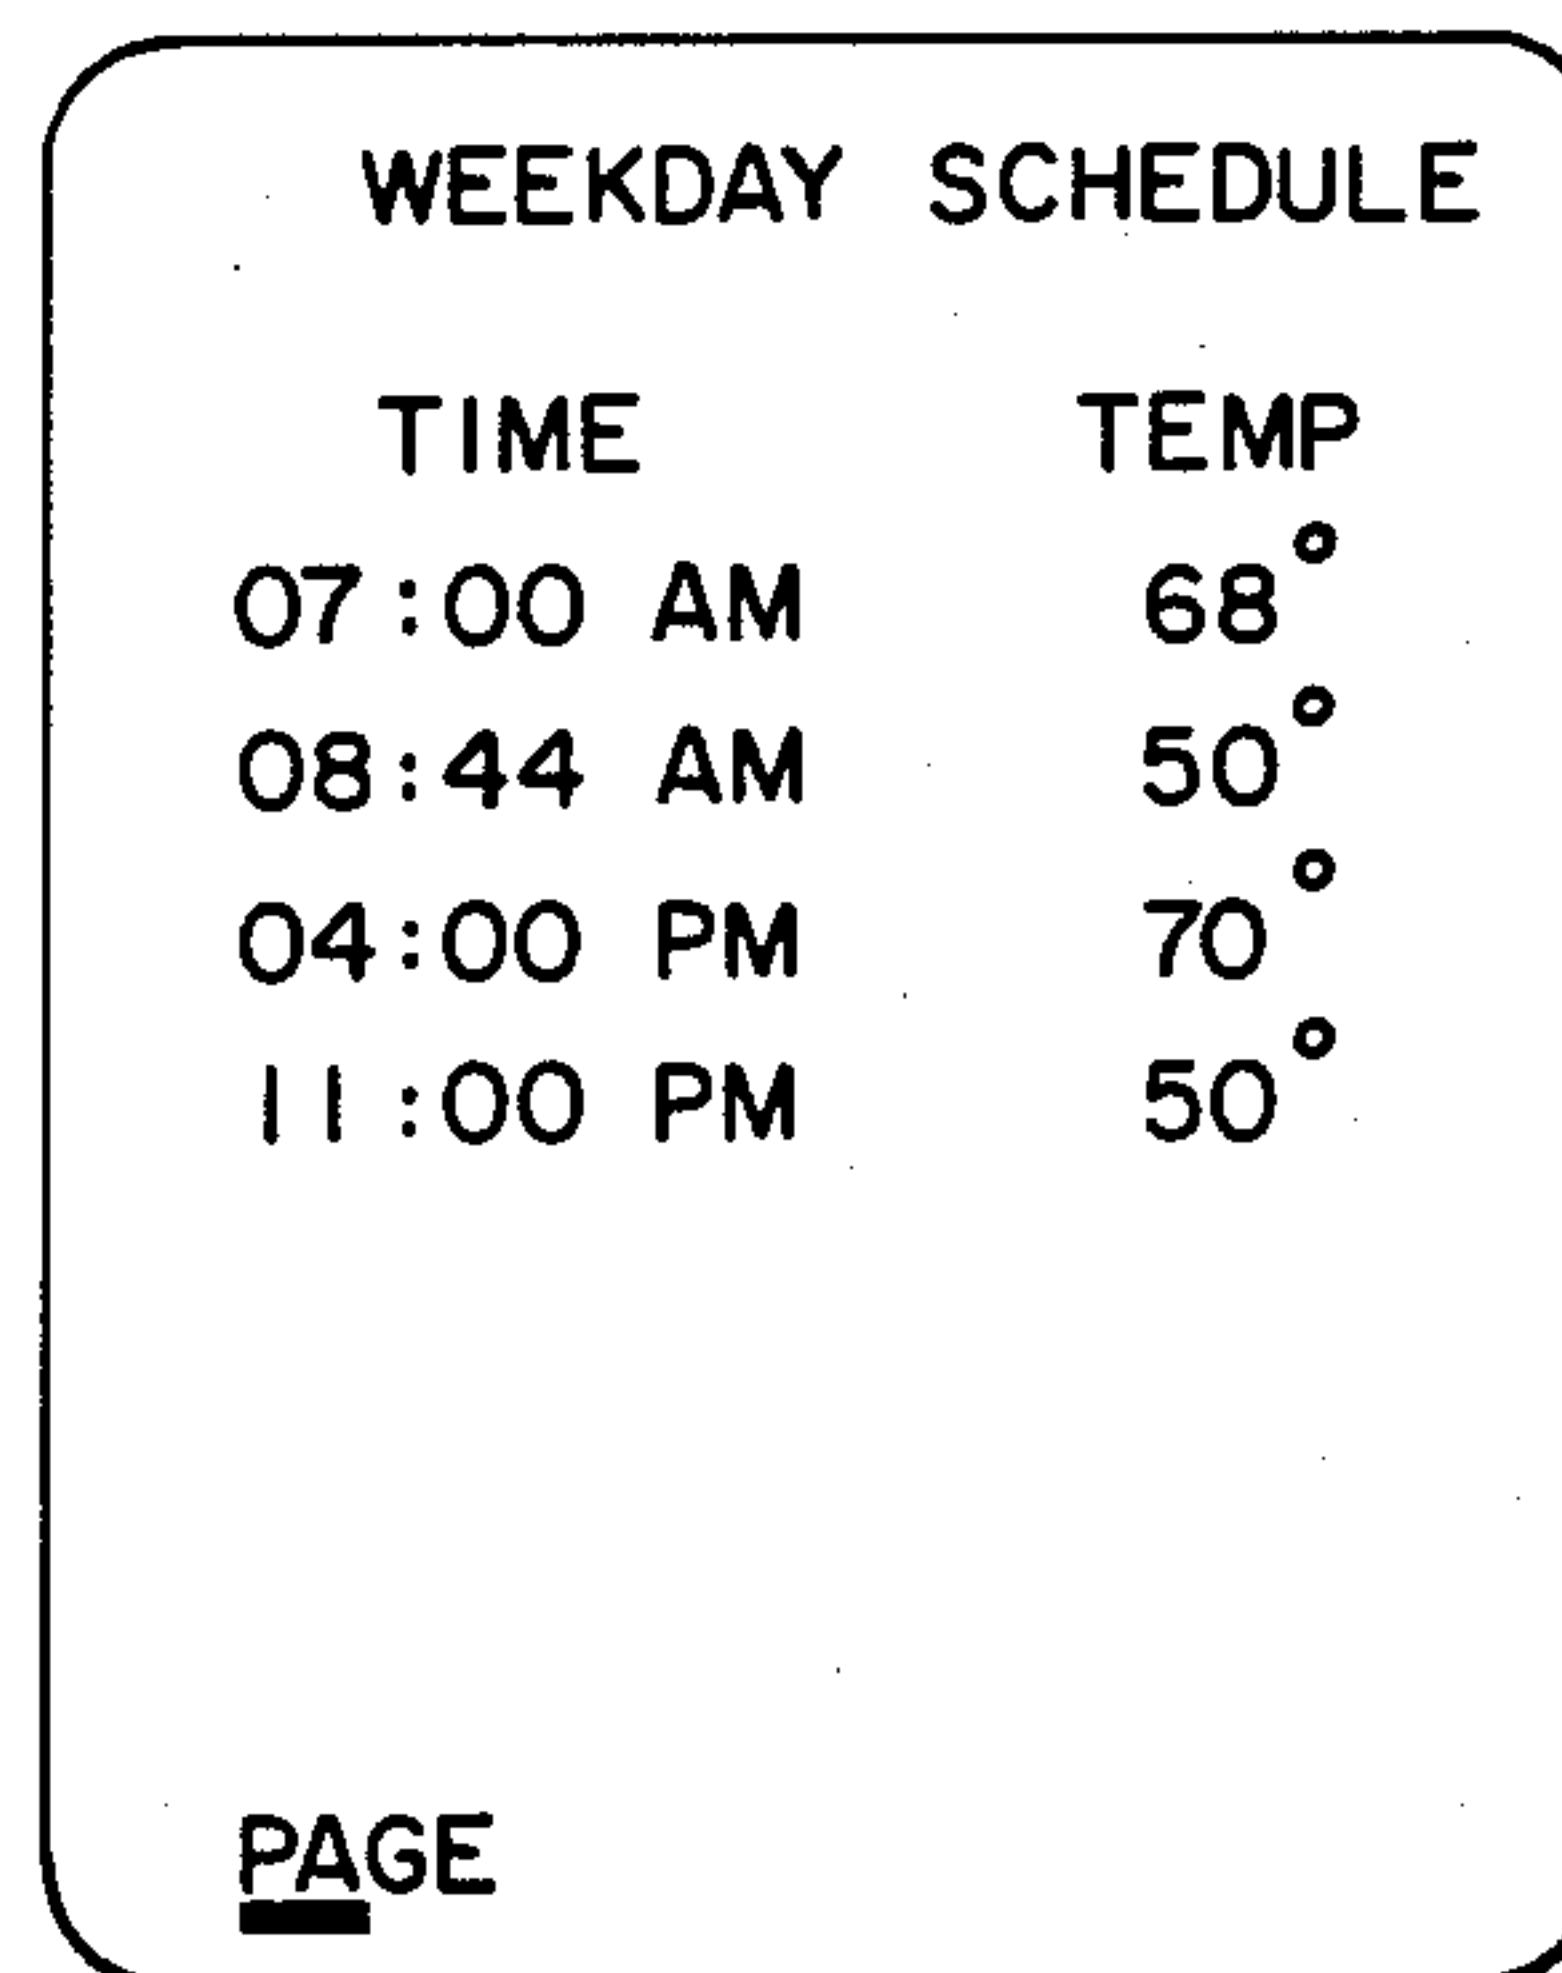 WEEKDAY SCHEDULE
TIME TEMP
07:00 AM 68°
08:44 AM 50°
04:00 PM 70°
11:00 PM 50°
PAGE